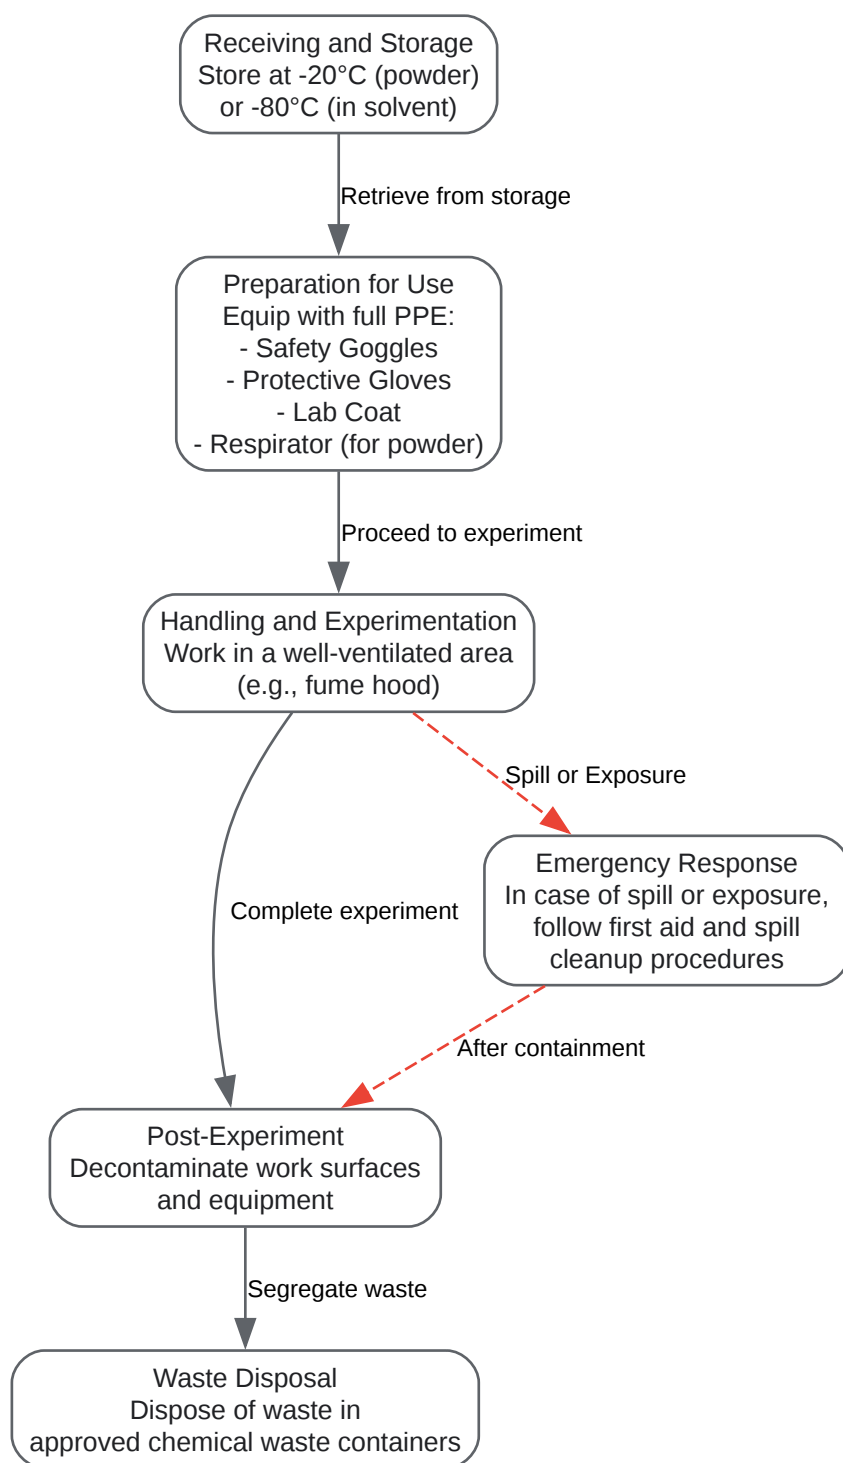 Receiving and Storage
Store at -20°C (powder)
or -80°C (in solvent)
Retrieve from storage
Preparation for Use
Equip with full PPE:
- Safety Goggles
- Protective Gloves
- Lab Coat
- Respirator (for powder)
Proceed to experiment
Handling and Experimentation
Work in a well-ventilated area
(e.g., fume hood)
Spill or Exposure
Emergency Response
In case of spill or exposure,
follow first aid and spill
cleanup procedures
Complete experiment
After containment
Post-Experiment
Decontaminate work surfaces
and equipment
Segregate waste
Waste Disposal
Dispose of waste in
approved chemical waste containers